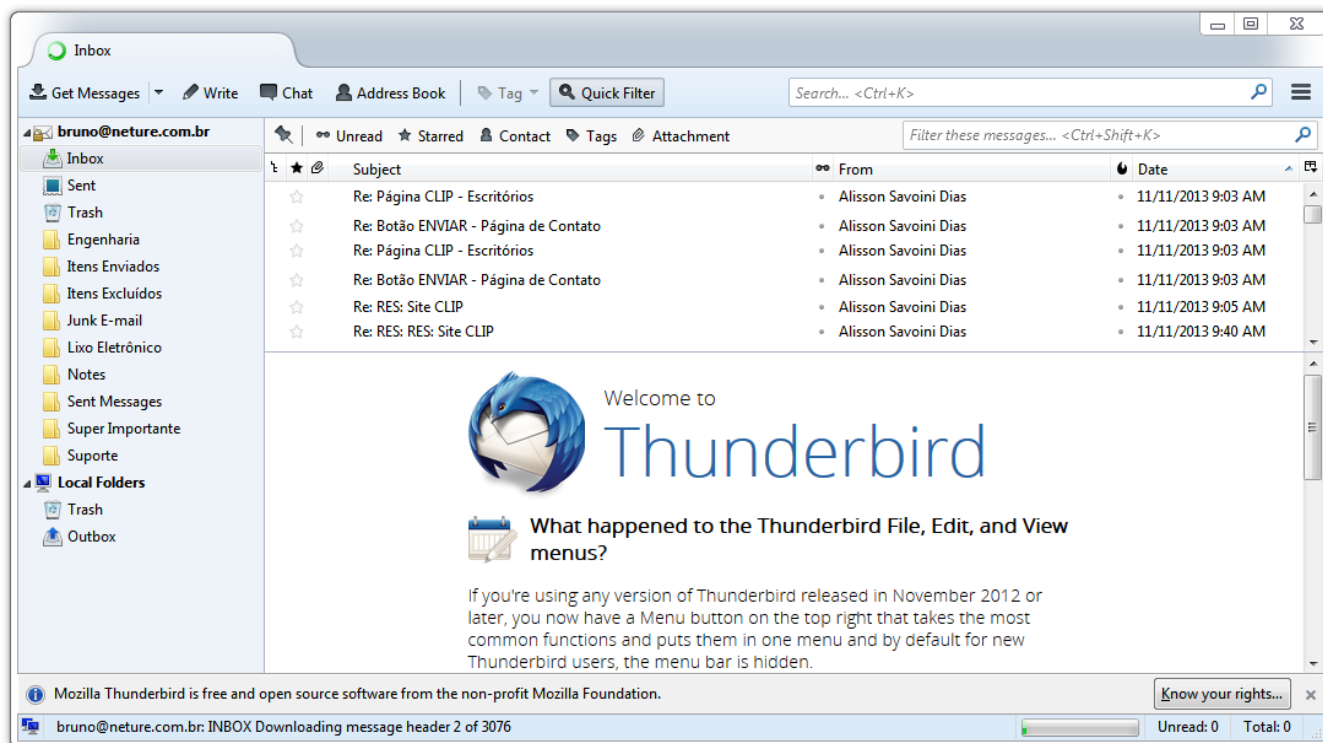 Inbox
Get Messages Write Chat Address Book Tag Quick Filter Search... <Ctrl+K>
bruno@neture.com.br
Inbox
Sent
Trash
Engenharia
Itens Enviados
Itens Excluídos
Junk E-mail
Lixo Eletrônico
Notes
Sent Messages
Super Importante
Suporte
Local Folders
Trash
Outbox
Unread Starred Contact Tags Attachment Filter these messages... <Ctrl+Shift+K>
Subject From Date
Re: Página CLIP - Escritórios Alisson Savoini Dias 11/11/2013 9:03 AM
Re: Botão ENVIAR - Página de Contato Alisson Savoini Dias 11/11/2013 9:03 AM
Re: Página CLIP - Escritórios Alisson Savoini Dias 11/11/2013 9:03 AM
Re: Botão ENVIAR - Página de Contato Alisson Savoini Dias 11/11/2013 9:03 AM
Re: RES: Site CLIP Alisson Savoini Dias 11/11/2013 9:05 AM
Re: RES: RES: Site CLIP Alisson Savoini Dias 11/11/2013 9:40 AM
Welcome to
Thunderbird
What happened to the Thunderbird File, Edit, and View
menus?
If you're using any version of Thunderbird released in November 2012 or
later, you now have a Menu button on the top right that takes the most
common functions and puts them in one menu and by default for new
Thunderbird users, the menu bar is hidden.
Mozilla Thunderbird is free and open source software from the non-profit Mozilla Foundation. Know your rights...
bruno@neture.com.br: INBOX Downloading message header 2 of 3076 Unread: 0 Total: 0